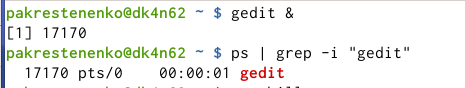 pakrestenenko@dk4n62 ~ $ gedit &
[1] 17170
pakrestenenko@dk4n62 ~ $ ps | grep -i "gedit"
17170 pts/0    00:00:01 gedit